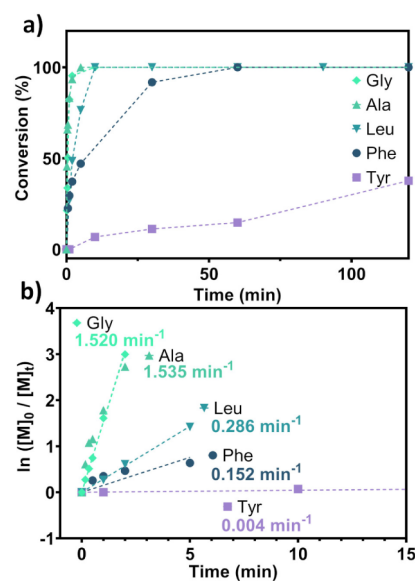 a)
Conversion (%)
100
50
0
Gly
Ala
Leu
Phe
Tyr
0
50
100
Time (min)
b)
ln ([M]0 / [M]t)
4
3
2
1
0
-1
Gly
1.520 min-1
Ala
1.535 min-1
Leu
0.286 min-1
Phe
0.152 min-1
Tyr
0.004 min-1
0
5
10
15
Time (min)